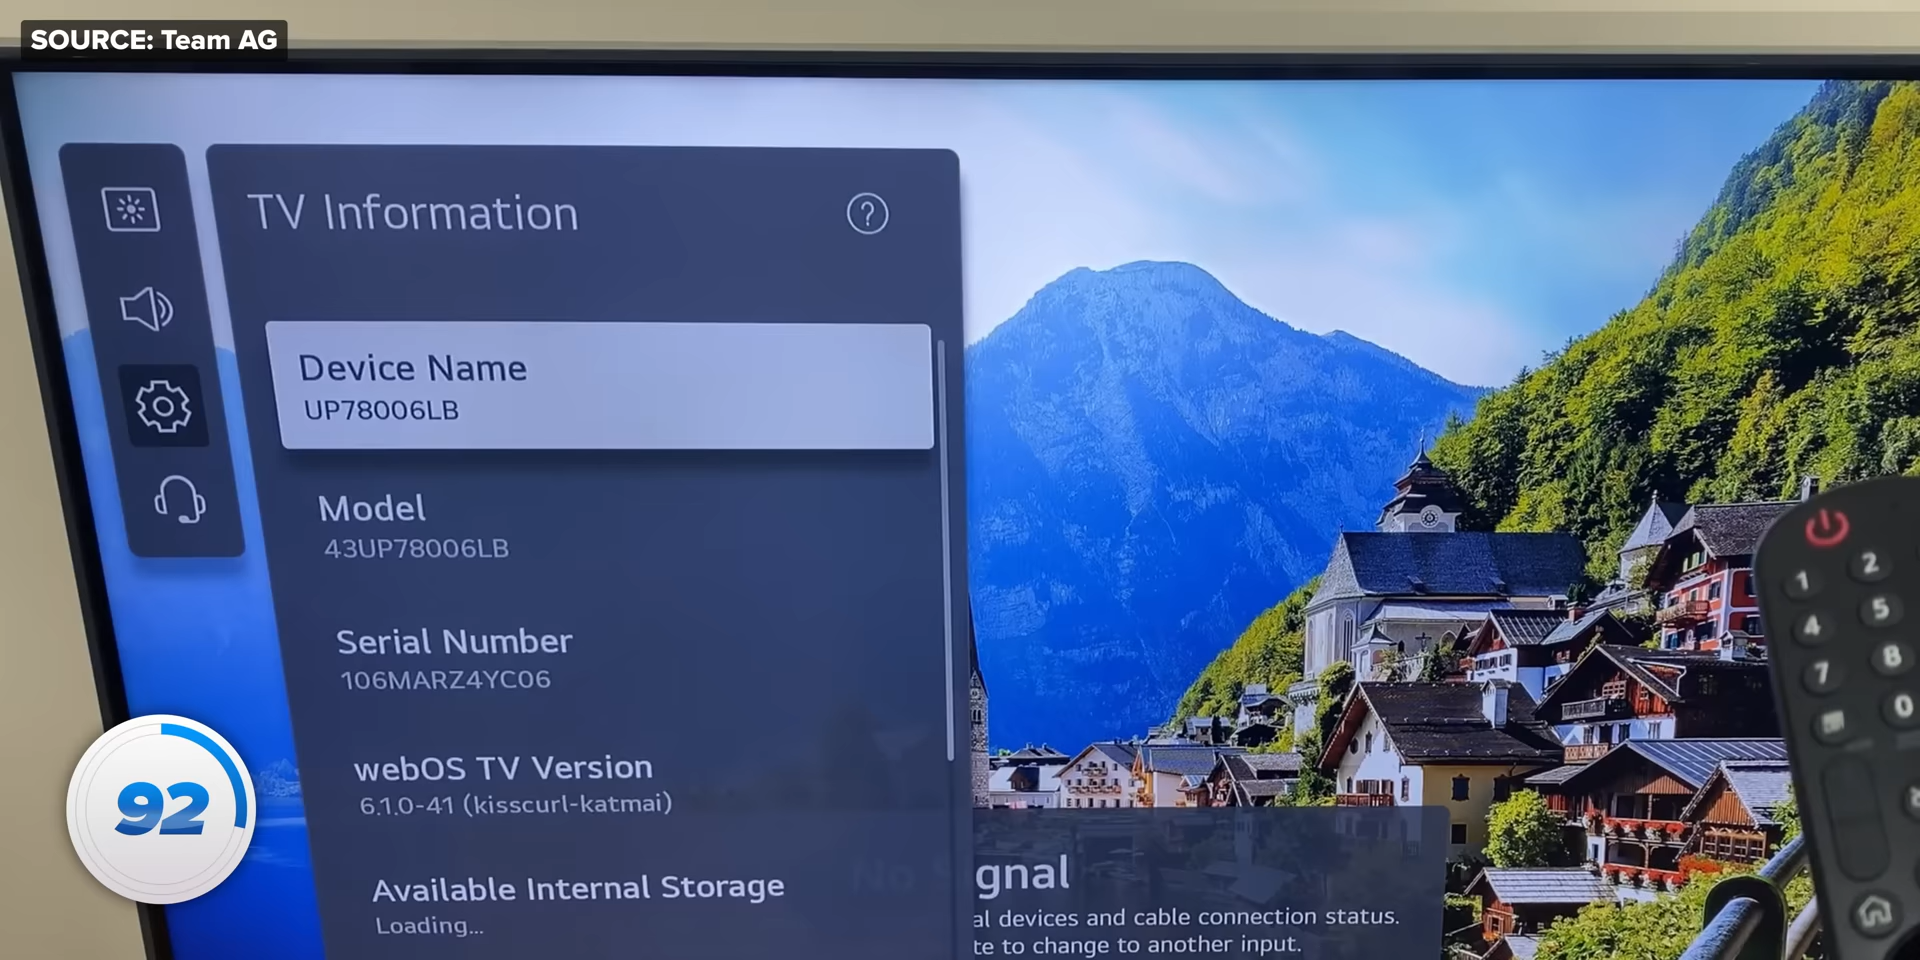 SOURCE: Team AG
TV Information
?
Device Name
UP78006LB
Model
43UP78006LB
Serial Number
106MARZ4YC06
webOS TV Version
6.1.0-41 (kisscurl-katmai)
Available Internal Storage
Loading...
gnal
al devices and cable connection status.
te to change to another input.
92
1 2
4 5
7 8
0